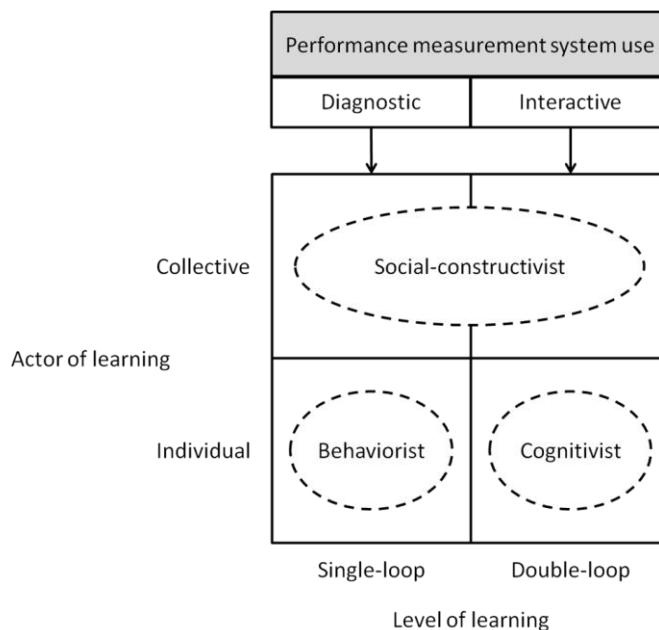 Performance measurement system use
Diagnostic
Interactive
Collective
Social-constructivist
Actor of learning
Individual
Behaviorist
Cognitivist
Single-loop
Double-loop
Level of learning